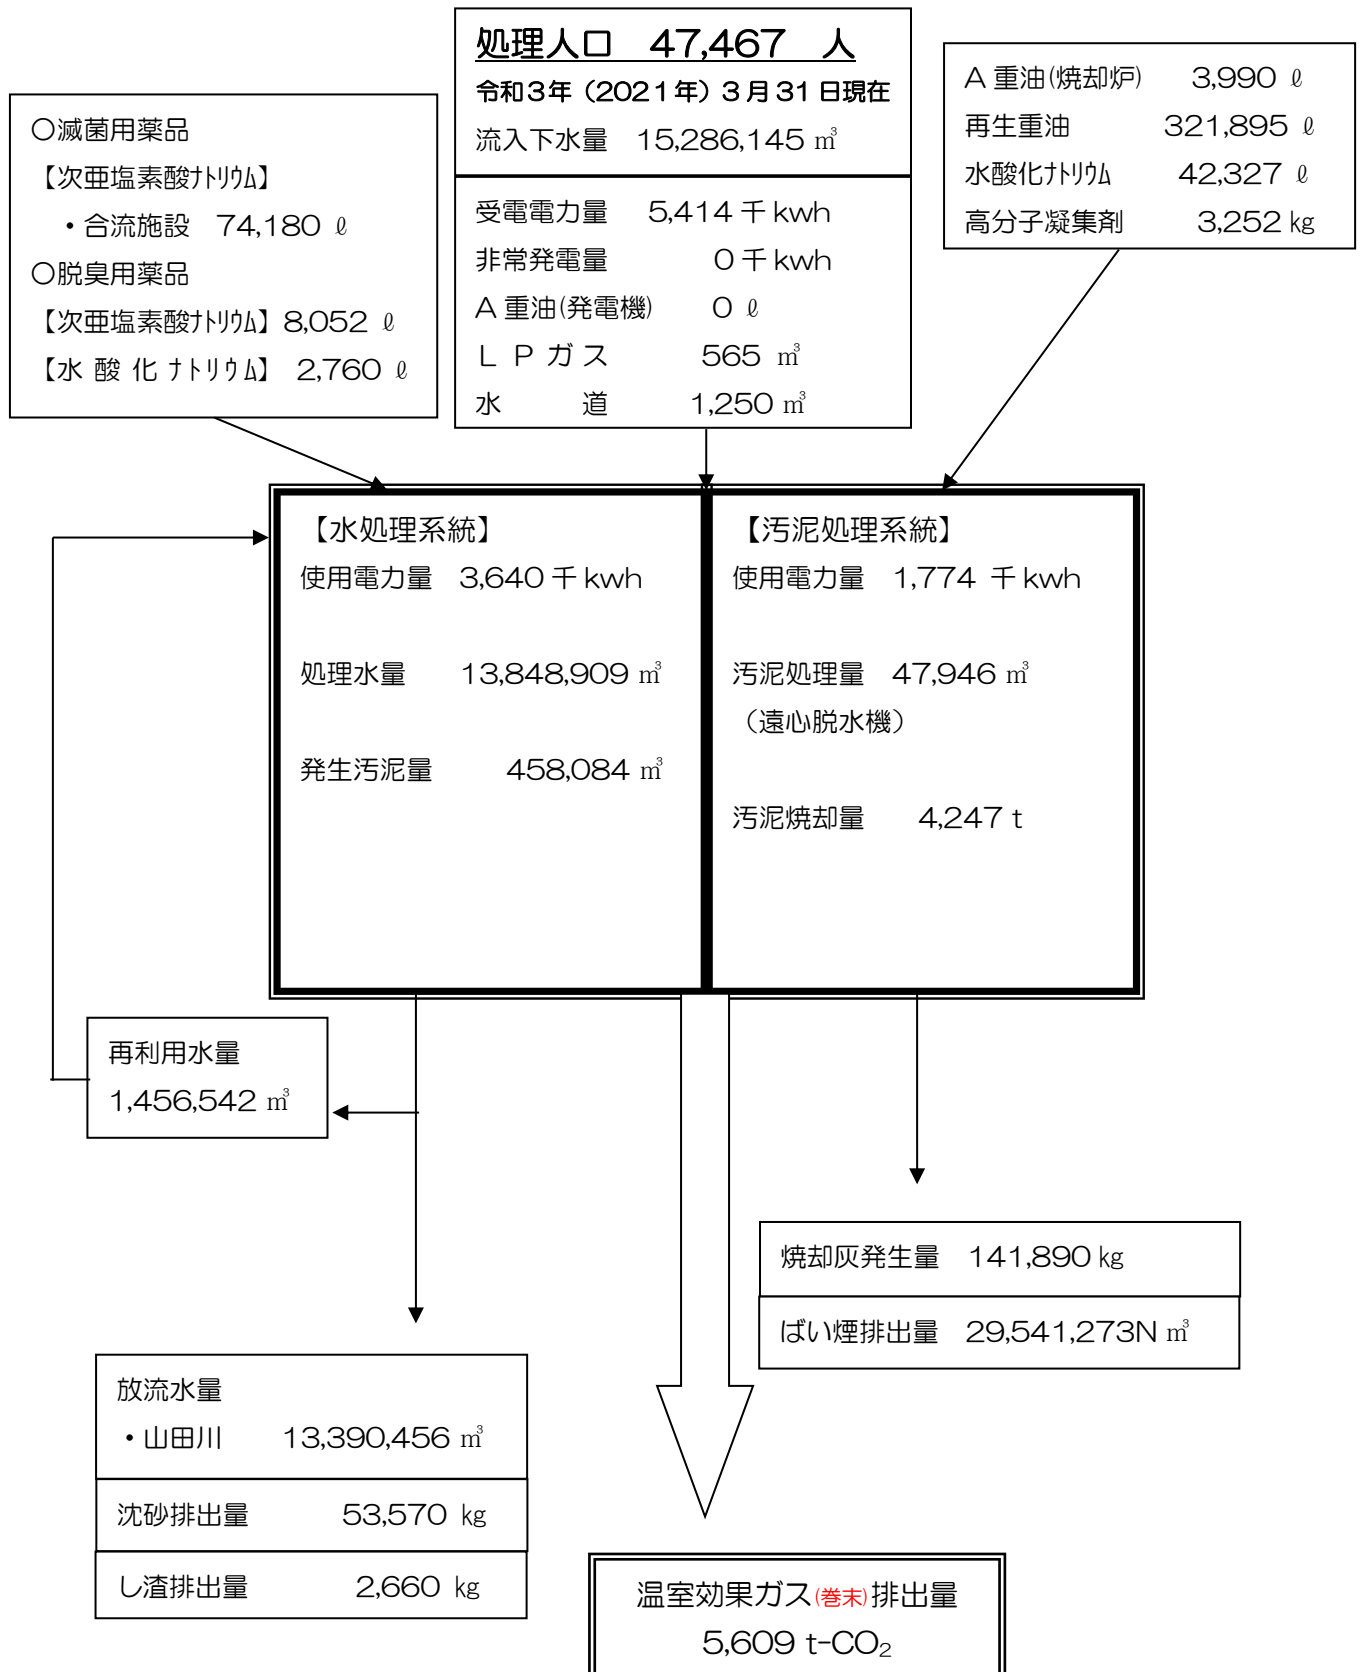 処理人口　47,467　人
令和3年（2021年）3月31日現在
流入下水量　15,286,145 ㎥
受電電力量　5,414千kwh
非常発電量　0千kwh
A重油(発電機)　0 ℓ
ＬＰガス　565 ㎥
水　道　1,250 ㎥
○滅菌用薬品
【次亜塩素酸ﾅﾄﾘｳﾑ】
・合流施設　74,180 ℓ
○脱臭用薬品
【次亜塩素酸ﾅﾄﾘｳﾑ】8,052 ℓ
【水 酸 化 ﾅﾄﾘｳﾑ】 2,760 ℓ
A重油(焼却炉)　3,990 ℓ
再生重油　321,895 ℓ
水酸化ﾅﾄﾘｳﾑ　42,327 ℓ
高分子凝集剤　3,252 kg
【水処理系統】
使用電力量　3,640千kwh
処理水量　13,848,909 ㎥
発生汚泥量　458,084 ㎥
【汚泥処理系統】
使用電力量　1,774 千kwh
汚泥処理量　47,946 ㎥
（遠心脱水機）
汚泥焼却量　4,247 t
再利用水量
1,456,542 ㎥
焼却灰発生量　141,890 kg
ばい煙排出量　29,541,273N ㎥
放流水量
・山田川　13,390,456 ㎥
沈砂排出量　53,570 kg
し渣排出量　2,660 kg
温室効果ガス(巻末)排出量
5,609 t-CO₂